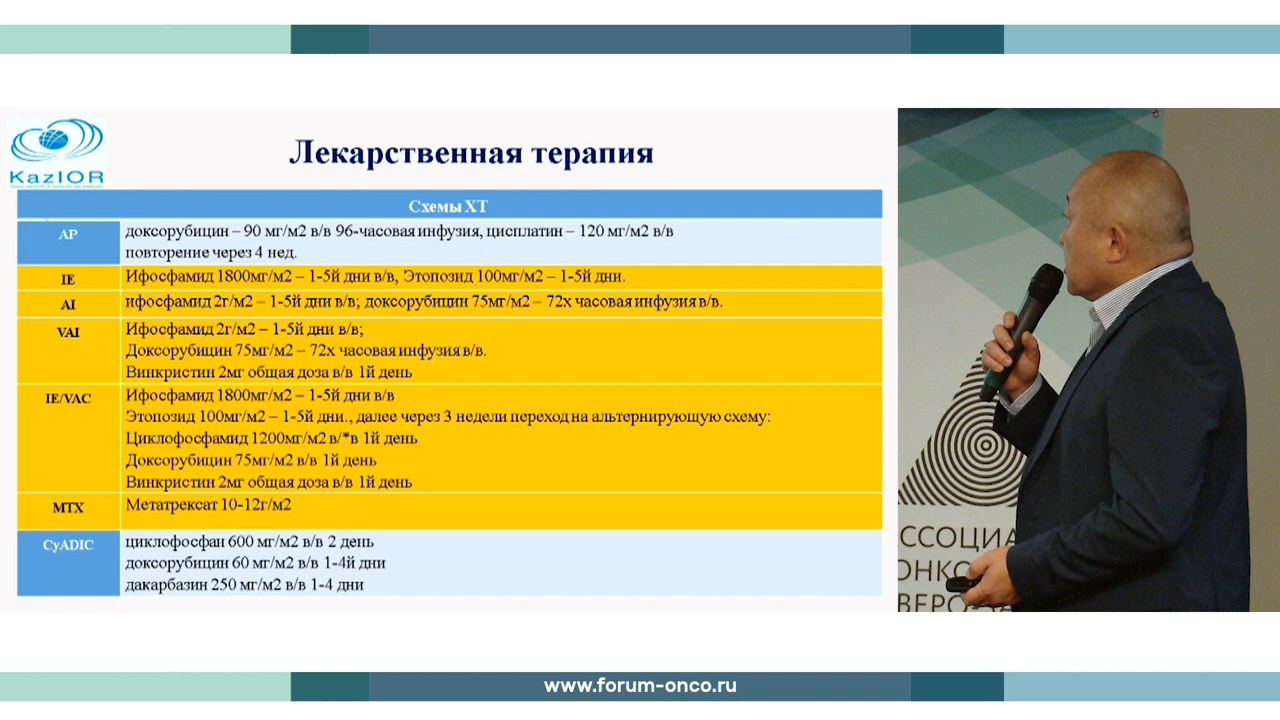 KazIOR
Лекарственная терапия
Схемы ХТ
AP
доксорубицин – 90 мг/м2 в/в 96-часовая инфузия, цисплатин – 120 мг/м2 в/в
повторение через 4 нед.
IE
Ифосфамид 1800мг/м2 – 1-5й дни в/в, Этопозид 100мг/м2 – 1-5й дни.
AI
ифосфамид 2г/м2 – 1-5й дни в/в; доксорубицин 75мг/м2 – 72х часовая инфузия в/в.
VAI
Ифосфамид 2г/м2 – 1-5й дни в/в;
Доксорубицин 75мг/м2 – 72х часовая инфузия в/в.
Винкристин 2мг общая доза в/в 1й день
IE/VAC
Ифосфамид 1800мг/м2 – 1-5й дни в/в
Этопозид 100мг/м2 – 1-5й дни., далее через 3 недели переход на альтернирующую схему:
Циклофосфамид 1200мг/м2 в/*в 1й день
Доксорубицин 75мг/м2 в/в 1й день
Винкристин 2мг общая доза в/в 1й день
MTX
Метатрексат 10-12г/м2
CyADIC
циклофосфан 600 мг/м2 в/в 2 день
доксорубицин 60 мг/м2 в/в 1-4й дни
дакарбазин 250 мг/м2 в/в 1-4 дни
ССОЦИА
ОНКО
ВЕРО-ЗА
www.forum-onco.ru